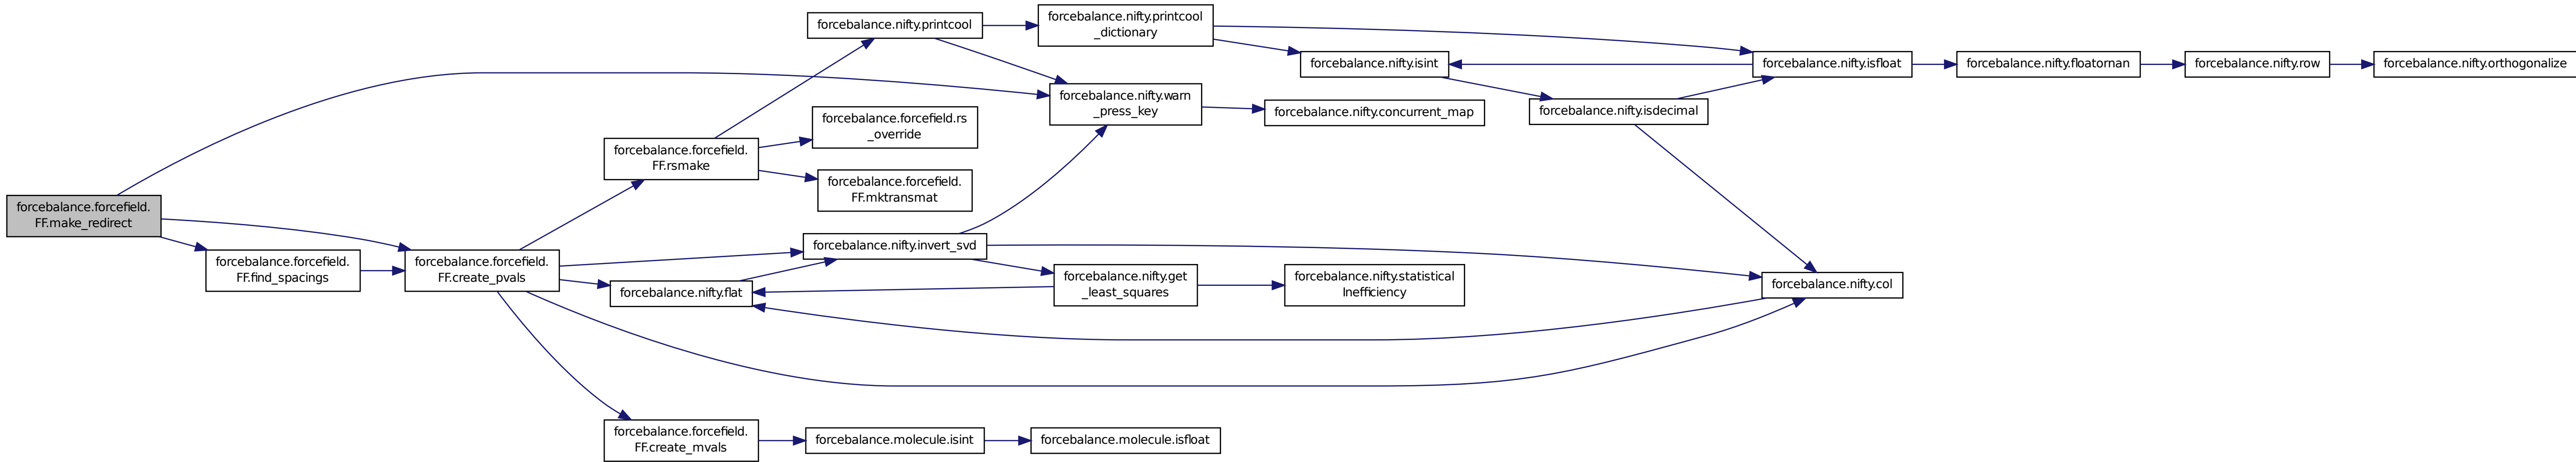 forcebalance.forcefield.
FF.make_redirect
forcebalance.forcefield.
FF.find_spacings
forcebalance.forcefield.
FF.create_pvals
forcebalance.forcefield.
FF.rsmake
forcebalance.nifty.flat
forcebalance.forcefield.
FF.create_mvals
forcebalance.nifty.printcool
forcebalance.forcefield.rs
_override
forcebalance.forcefield.
FF.mktransmat
forcebalance.nifty.invert_svd
forcebalance.molecule.isint
forcebalance.nifty.printcool
_dictionary
forcebalance.nifty.warn
_press_key
forcebalance.nifty.get
_least_squares
forcebalance.molecule.isfloat
forcebalance.nifty.isint
forcebalance.nifty.concurrent_map
forcebalance.nifty.statistical
Inefficiency
forcebalance.nifty.isdecimal
forcebalance.nifty.isfloat
forcebalance.nifty.col
forcebalance.nifty.floatornan
forcebalance.nifty.row
forcebalance.nifty.orthogonalize